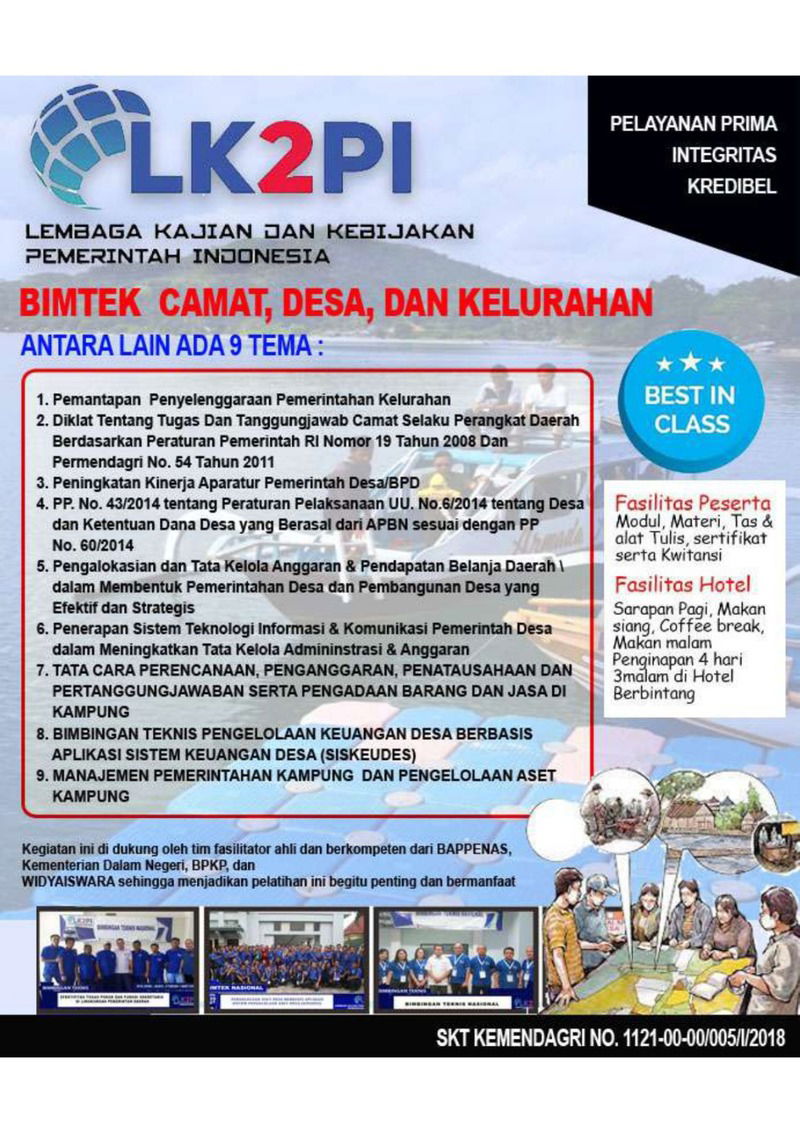 LK2PI
LEMBAGA KAJIAN DAN KEBIJAKAN
PEMERINTAH INDONESIA
PELAYANAN PRIMA
INTEGRITAS
KREDIBEL
BIMTEK CAMAT, DESA, DAN KELURAHAN
ANTARA LAIN ADA 9 TEMA :
1. Pemantapan Penyelenggaraan Pemerintahan Kelurahan
2. Diklat Tentang Tugas Dan Tanggungjawab Camat Selaku Perangkat Daerah
Berdasarkan Peraturan Pemerintah RI Nomor 19 Tahun 2008 Dan
Permendagri No. 54 Tahun 2011
3. Peningkatan Kinerja Aparatur Pemerintah Desa/BPD
4. PP. No. 43/2014 tentang Peraturan Pelaksanaan UU. No.6/2014 tentang Desa
dan Ketentuan Dana Desa yang Berasal dari APBN sesuai dengan PP
No. 60/2014
5. Pengalokasian dan Tata Kelola Anggaran & Pendapatan Belanja Daerah \
dalam Membentuk Pemerintahan Desa dan Pembangunan Desa yang
Efektif dan Strategis
6. Penerapan Sistem Teknologi Informasi & Komunikasi Pemerintah Desa
dalam Meningkatkan Tata Kelola Admininstrasi & Anggaran
7. TATA CARA PERENCANAAN, PENGANGGARAN, PENATAUSAHAAN DAN
PERTANGGUNGJAWABAN SERTA PENGADAAN BARANG DAN JASA DI
KAMPUNG
8. BIMBINGAN TEKNIS PENGELOLAAN KEUANGAN DESA BERBASIS
APLIKASI SISTEM KEUANGAN DESA (SISKEUDES)
9. MANAJEMEN PEMERINTAHAN KAMPUNG DAN PENGELOLAAN ASET
KAMPUNG
BEST IN
CLASS
Fasilitas Peserta
Modul, Materi, Tas &
alat Tulis, sertifikat
serta Kwitansi
Fasilitas Hotel
Sarapan Pagi, Makan
siang, Coffee break,
Makan malam
Penginapan 4 hari
3malam di Hotel
Berbintang
Kegiatan ini di dukung oleh tim fasilitator ahli dan berkompeten dari BAPPENAS,
Kementerian Dalam Negeri, BPKP, dan
WIDYAISWARA sehingga menjadikan pelatihan ini begitu penting dan bermanfaat
LK2PI
BIMBINGAN TEKNIS NASIONAL
BIMBINGAN TEKNIS
IMTEK NASIONAL
BIMBINGAN TEKNIS NASIONAL
SKT KEMENDAGRI NO. 1121-00-00/005/I/2018